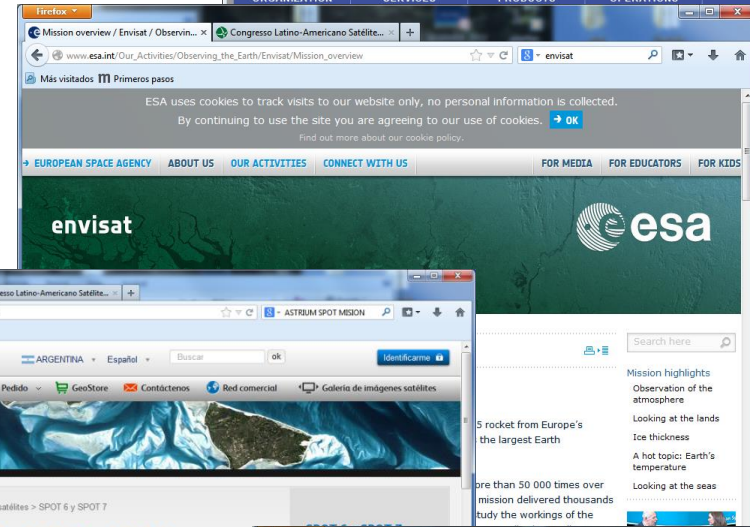 ORGANIZATION SERVICES PRODUCTS OPERATIONS
Firefox
Mission overview / Envisat / Observin... × Congresso Latino-Americano Satélite... × +
www.esa.int/Our_Activities/Observing_the_Earth/Envisat/Mission_overview envisat
Más visitados Primeros pasos
ESA uses cookies to track visits to our website only, no personal information is collected.
By continuing to use the site you are agreeing to our use of cookies. → OK
Find out more about our cookie policy.
→ EUROPEAN SPACE AGENCY ABOUT US OUR ACTIVITIES CONNECT WITH US FOR MEDIA FOR EDUCATORS FOR KIDS
envisat
esa
esso Latino-Americano Satélite... × +
ASTRIUM SPOT MISION
ARGENTINA Español Buscar ok Identificarme
Pedido GeoStore Contáctenos Red comercial Galería de imágenes satélites
satélites > SPOT 6 y SPOT 7
Search here
Mission highlights
Observation of the
atmosphere
Looking at the lands
Ice thickness
A hot topic: Earth's
temperature
Looking at the seas
5 rocket from Europe's
the largest Earth
ore than 50 000 times over
mission delivered thousands
study the workings of the